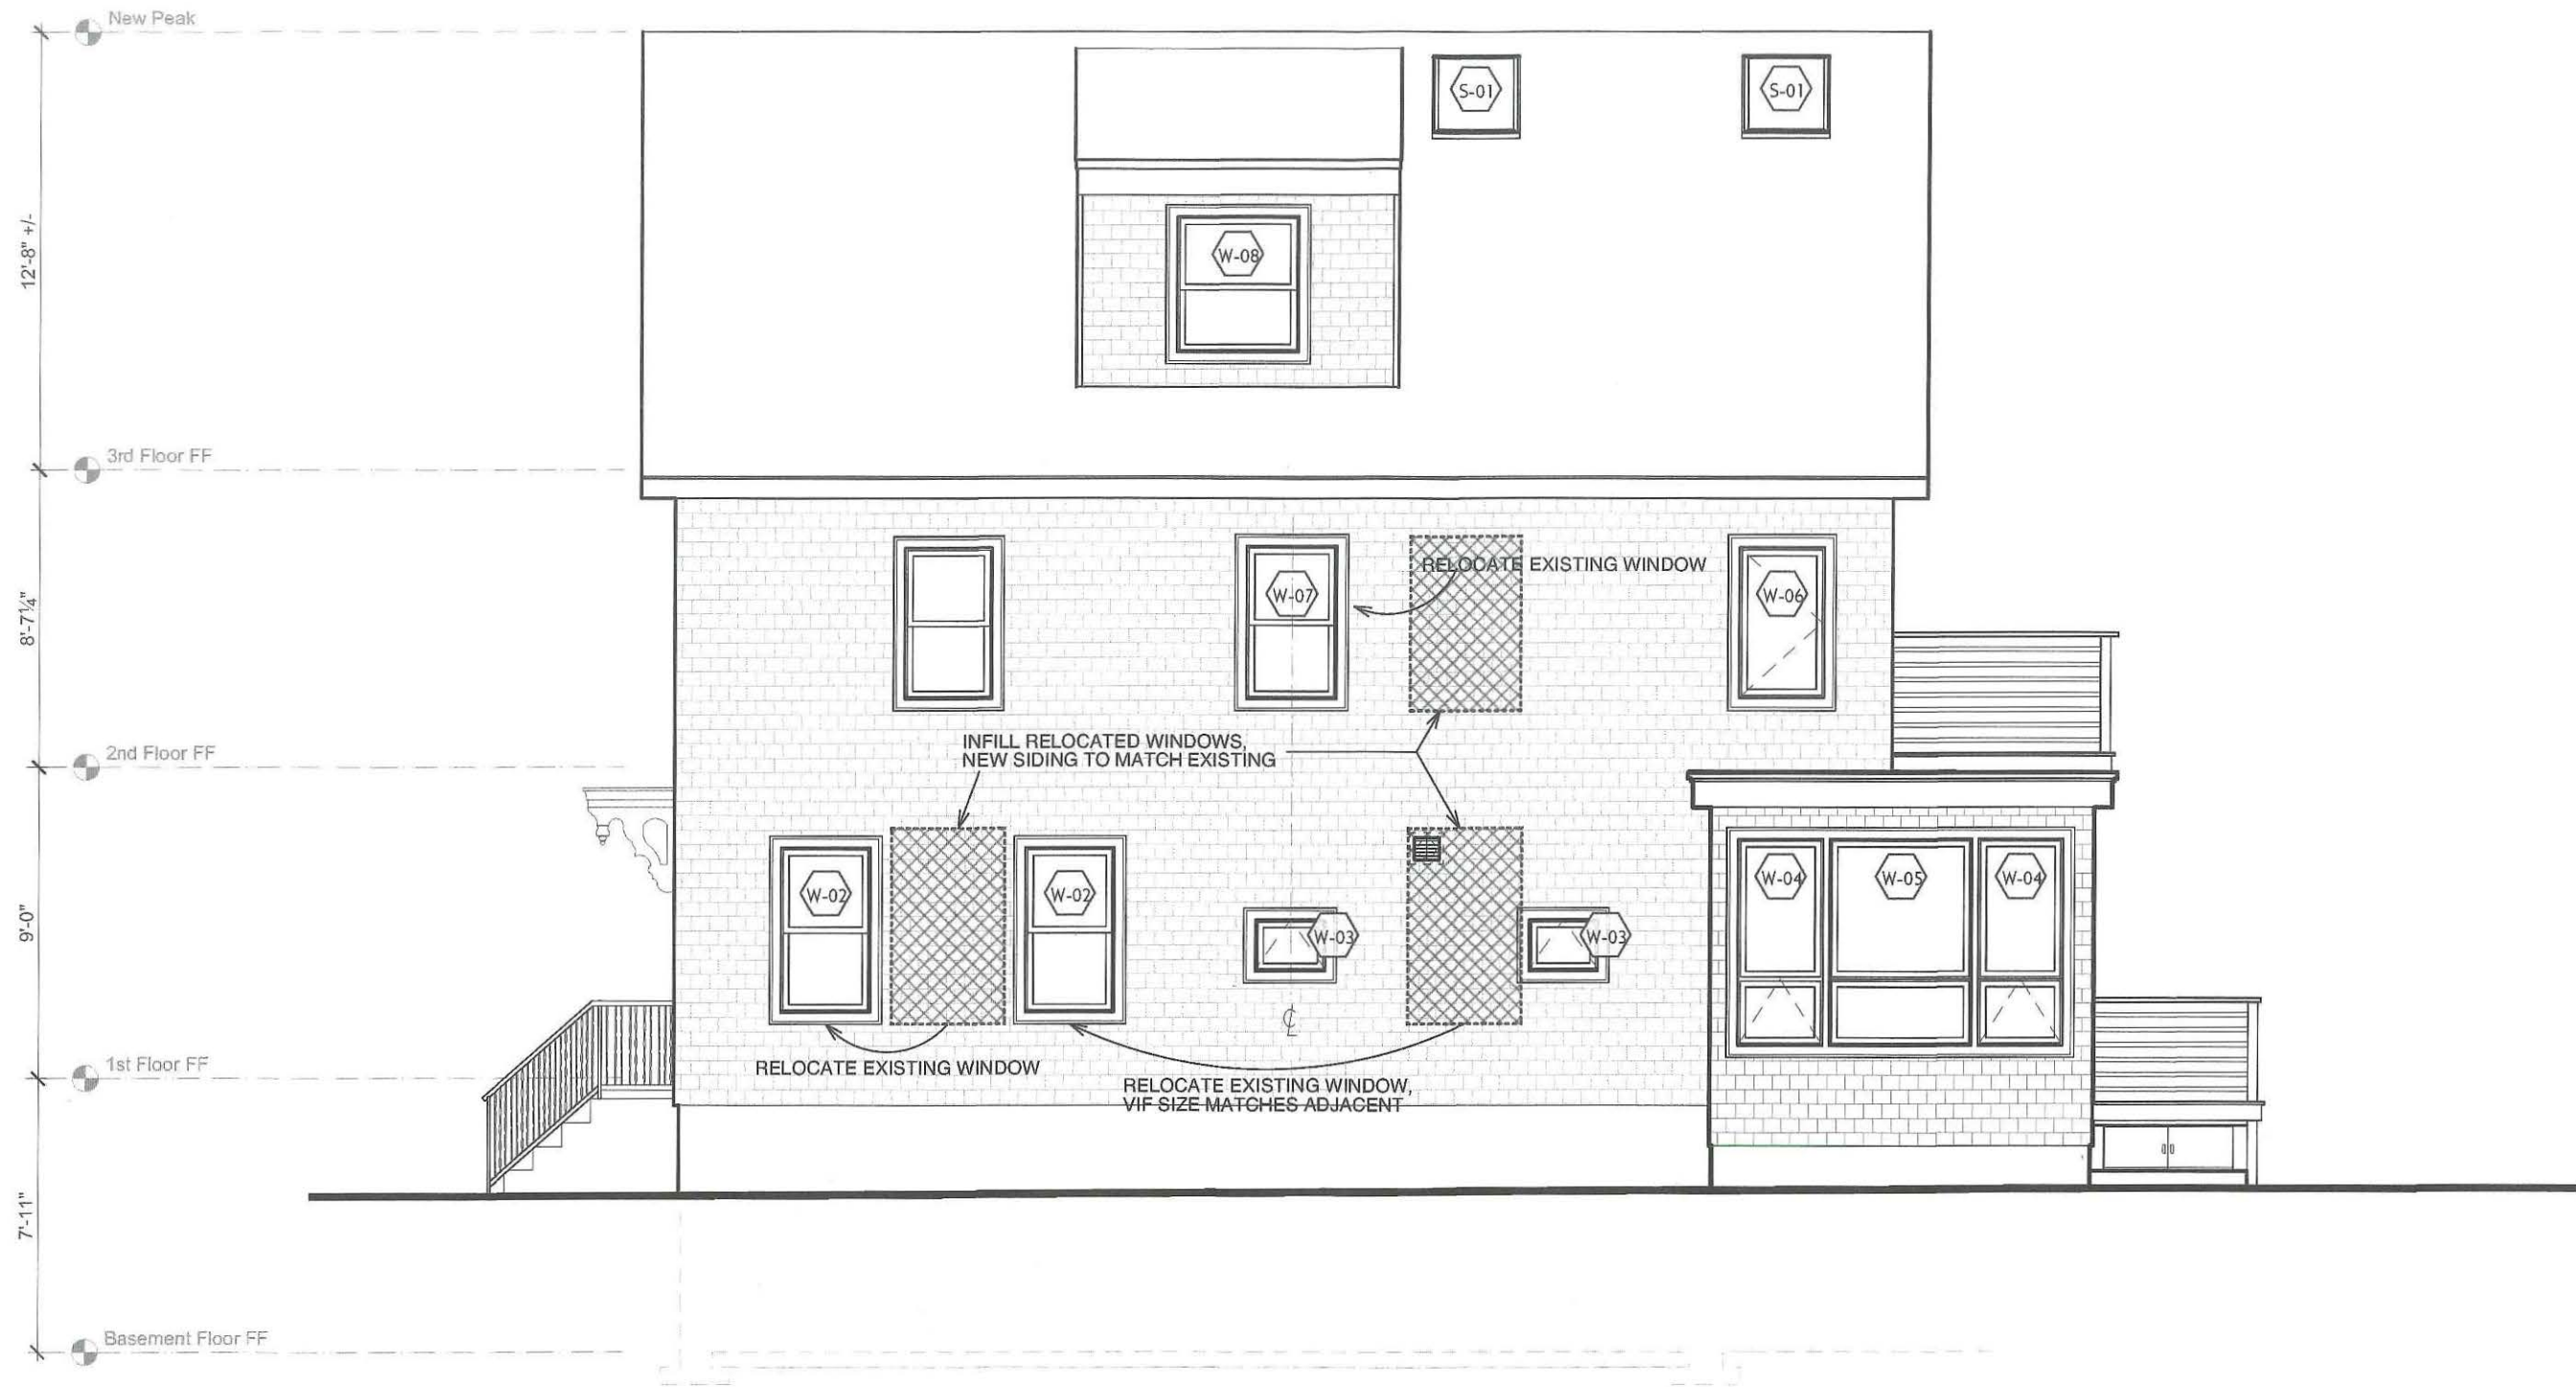 New Peak
S-01
S-01
12'-8" +/-
W-08
3rd Floor FF
RELOCATE EXISTING WINDOW
W-07
W-06
8'-7¼"
INFILL RELOCATED WINDOWS,
NEW SIDING TO MATCH EXISTING
2nd Floor FF
W-02
W-02
W-04
W-05
W-04
9'-0"
W-03
W-03
℄
1st Floor FF
RELOCATE EXISTING WINDOW
RELOCATE EXISTING WINDOW,
VIF SIZE MATCHES ADJACENT
7'-11"
Basement Floor FF